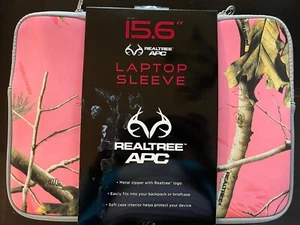 15.6"
REALTREE
APC
LAPTOP
SLEEVE
REALTREE
APC
• Metal zipper with Realtree® logo
• Easily fits into your backpack or briefcase
• Soft case interior helps protect your device